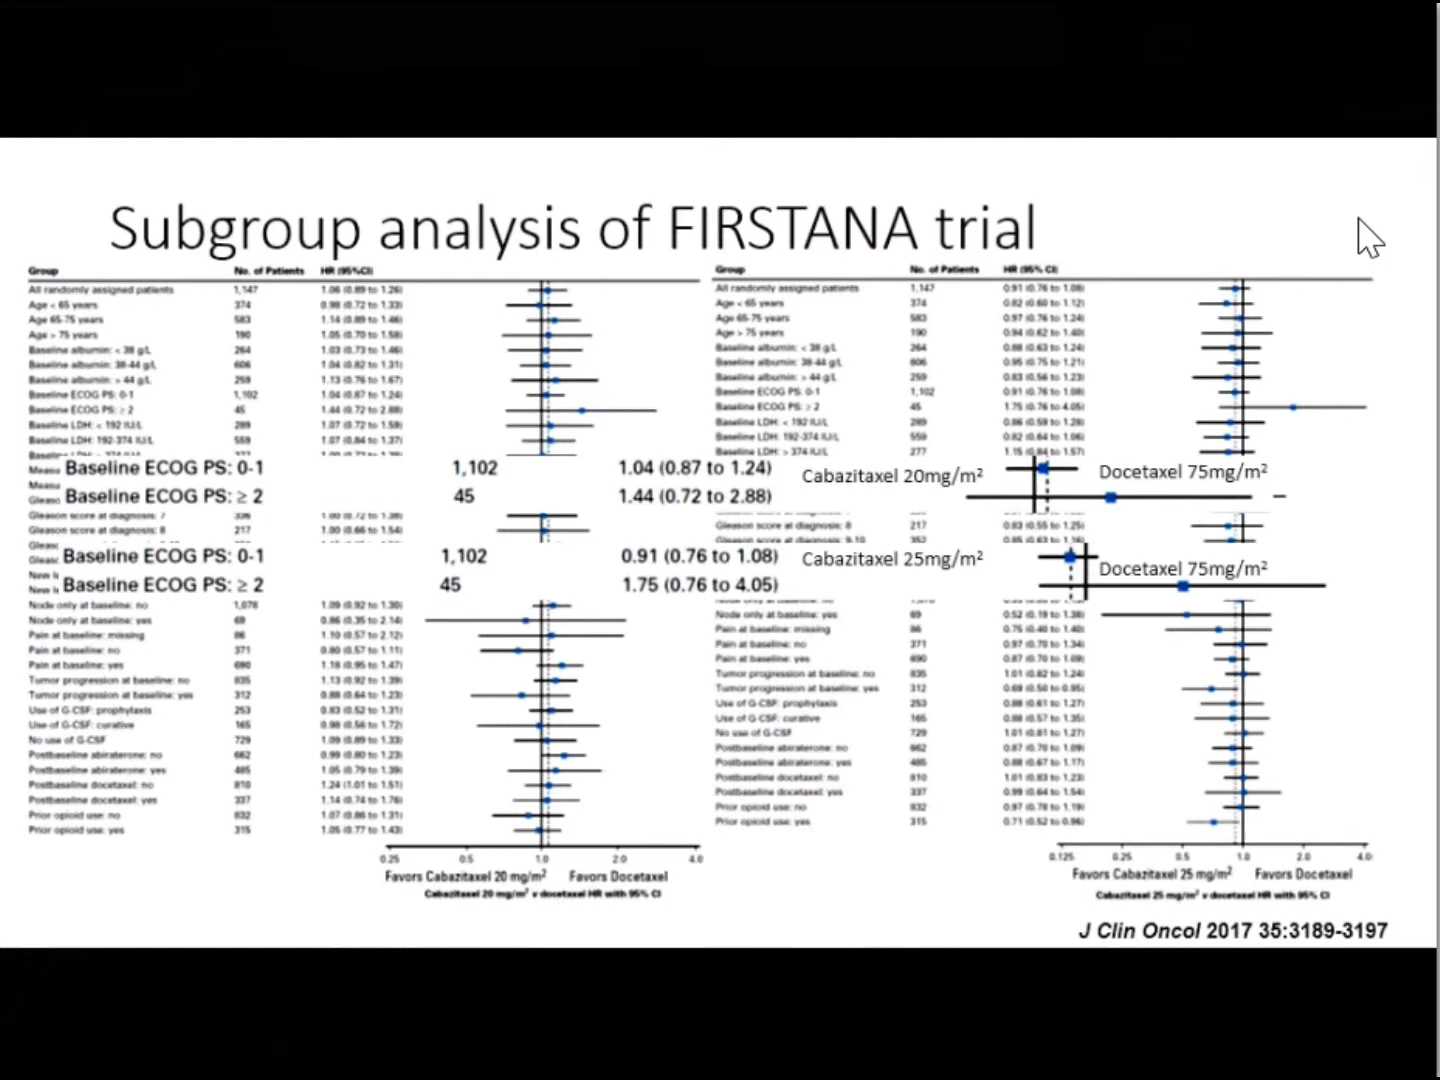 Subgroup analysis of FIRSTANA trial
Group No. of Patients HR (95%CI)
All randomly assigned patients 1,147 1.06 (0.89 to 1.26)
Age < 65 years 374 0.98 (0.72 to 1.33)
Age 65-75 years 583 1.14 (0.89 to 1.46)
Age > 75 years 190 1.05 (0.70 to 1.58)
Baseline albumin: < 38 g/L 264 1.03 (0.73 to 1.46)
Baseline albumin: 38-44 g/L 606 1.04 (0.82 to 1.31)
Baseline albumin: > 44 g/L 259 1.13 (0.76 to 1.67)
Baseline ECOG PS: 0-1 1,102 1.04 (0.87 to 1.24)
Baseline ECOG PS: ≥ 2 45 1.44 (0.72 to 2.88)
Baseline LDH: < 192 IU/L 289 1.07 (0.72 to 1.59)
Baseline LDH: 192-374 IU/L 559 1.07 (0.84 to 1.37)
Group No. of Patients HR (95% CI)
All randomly assigned patients 1,147 0.91 (0.76 to 1.08)
Age < 65 years 374 0.82 (0.60 to 1.12)
Age 65-75 years 583 0.97 (0.76 to 1.24)
Age > 75 years 190 0.94 (0.62 to 1.40)
Baseline albumin: < 38 g/L 264 0.88 (0.63 to 1.24)
Baseline albumin: 38-44 g/L 606 0.95 (0.75 to 1.21)
Baseline albumin: > 44 g/L 259 0.83 (0.56 to 1.23)
Baseline ECOG PS: 0-1 1,102 0.91 (0.76 to 1.08)
Baseline ECOG PS: ≥ 2 45 1.75 (0.76 to 4.05)
Baseline LDH: < 192 IU/L 289 0.86 (0.59 to 1.28)
Baseline LDH: 192-374 IU/L 559 0.82 (0.64 to 1.06)
Baseline LDH: > 374 IU/L 277 1.15 (0.84 to 1.57)
Baseline ECOG PS: 0-1 1,102 1.04 (0.87 to 1.24) Cabazitaxel 20mg/m² Docetaxel 75mg/m²
Baseline ECOG PS: ≥ 2 45 1.44 (0.72 to 2.88)
Gleason score at diagnosis: 7 336 1.00 (0.72 to 1.38)
Gleason score at diagnosis: 8 217 1.00 (0.66 to 1.54)
Gleason score at diagnosis: 8 217 0.83 (0.55 to 1.25)
Gleason score at diagnosis: 9-10 352 0.85 (0.63 to 1.16)
Baseline ECOG PS: 0-1 1,102 0.91 (0.76 to 1.08) Cabazitaxel 25mg/m² Docetaxel 75mg/m²
Baseline ECOG PS: ≥ 2 45 1.75 (0.76 to 4.05)
Node only at baseline: no 1,078 1.09 (0.92 to 1.30)
Node only at baseline: yes 69 0.86 (0.35 to 2.14)
Pain at baseline: missing 86 1.10 (0.57 to 2.12)
Pain at baseline: no 371 0.80 (0.57 to 1.11)
Pain at baseline: yes 690 1.18 (0.95 to 1.47)
Tumor progression at baseline: no 835 1.13 (0.92 to 1.39)
Tumor progression at baseline: yes 312 0.88 (0.64 to 1.23)
Use of G-CSF: prophylaxis 253 0.83 (0.52 to 1.31)
Use of G-CSF: curative 165 0.98 (0.56 to 1.72)
No use of G-CSF 729 1.09 (0.89 to 1.33)
Postbaseline abiraterone: no 662 0.99 (0.80 to 1.23)
Postbaseline abiraterone: yes 485 1.05 (0.79 to 1.39)
Postbaseline docetaxel: no 810 1.24 (1.01 to 1.51)
Postbaseline docetaxel: yes 337 1.14 (0.74 to 1.76)
Prior opioid use: no 832 1.07 (0.86 to 1.31)
Prior opioid use: yes 315 1.05 (0.77 to 1.43)
Node only at baseline: yes 69 0.52 (0.19 to 1.38)
Pain at baseline: missing 86 0.75 (0.40 to 1.40)
Pain at baseline: no 371 0.97 (0.70 to 1.34)
Pain at baseline: yes 690 0.87 (0.70 to 1.09)
Tumor progression at baseline: no 835 1.01 (0.82 to 1.24)
Tumor progression at baseline: yes 312 0.69 (0.50 to 0.95)
Use of G-CSF: prophylaxis 253 0.88 (0.61 to 1.27)
Use of G-CSF: curative 165 0.88 (0.57 to 1.35)
No use of G-CSF 729 1.01 (0.81 to 1.27)
Postbaseline abiraterone: no 662 0.87 (0.70 to 1.09)
Postbaseline abiraterone: yes 485 0.88 (0.67 to 1.17)
Postbaseline docetaxel: no 810 1.01 (0.83 to 1.23)
Postbaseline docetaxel: yes 337 0.99 (0.64 to 1.54)
Prior opioid use: no 832 0.97 (0.78 to 1.19)
Prior opioid use: yes 315 0.71 (0.52 to 0.96)
0.25 0.5 1.0 2.0 4.0
Favors Cabazitaxel 20 mg/m² Favors Docetaxel
Cabazitaxel 20 mg/m² v docetaxel HR with 95% CI
0.125 0.25 0.5 1.0 2.0 4.0
Favors Cabazitaxel 25 mg/m² Favors Docetaxel
Cabazitaxel 25 mg/m² v docetaxel HR with 95% CI
J Clin Oncol 2017 35:3189-3197